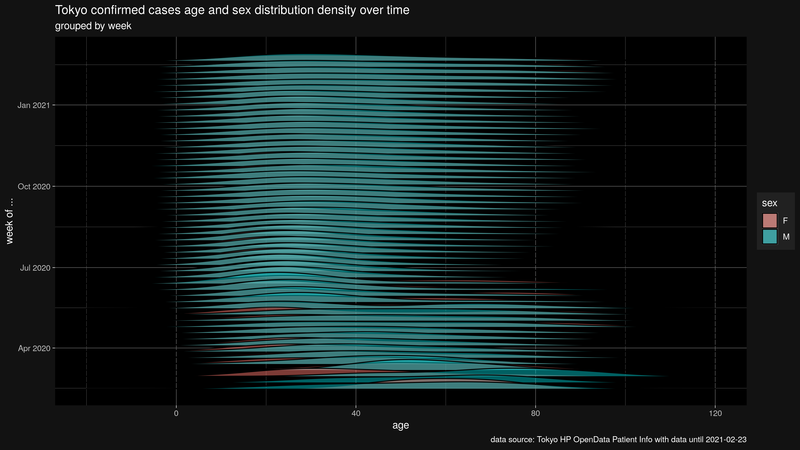 Tokyo confirmed cases age and sex distribution density over time
grouped by week
Jan 2021
Oct 2020
Jul 2020
Apr 2020
week of ...
0 40 80 120
age
sex
F
M
data source: Tokyo HP OpenData Patient Info with data until 2021-02-23